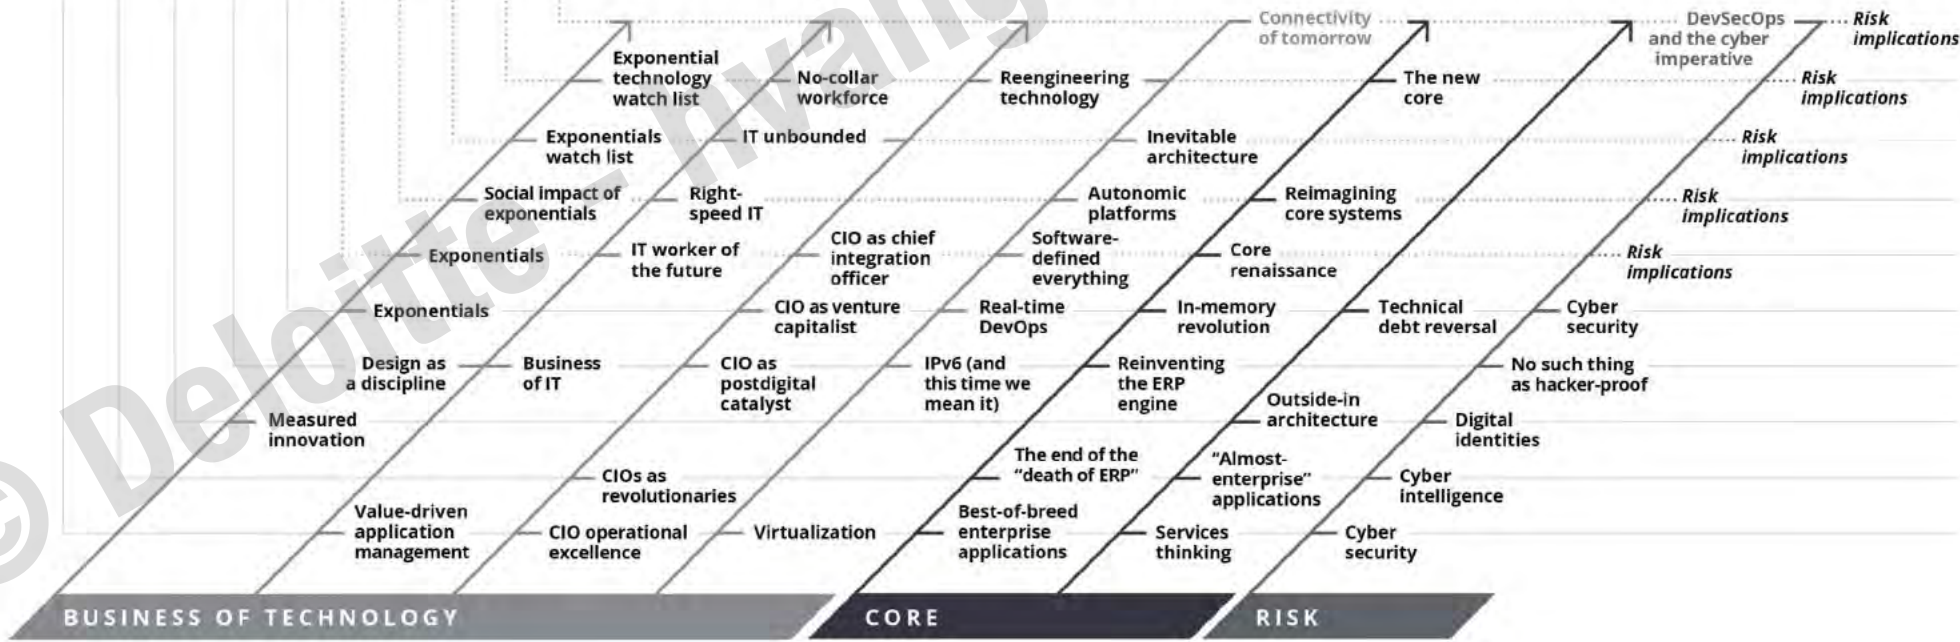 Connectivity
of tomorrow
DevSecOps
and the cyber
imperative
Risk
implications
Exponential
technology
watch list
No-collar
workforce
Reengineering
technology
The new
core
Risk
implications
Exponentials
watch list
IT unbounded
Inevitable
architecture
Risk
implications
Social impact of
exponentials
Right-
speed IT
Autonomic
platforms
Reimagining
core systems
Risk
implications
Exponentials
IT worker of
the future
CIO as chief
integration
officer
Software-
defined
everything
Core
renaissance
Risk
implications
Exponentials
CIO as venture
capitalist
Real-time
DevOps
In-memory
revolution
Technical
debt reversal
Cyber
security
Design as
a discipline
Business
of IT
CIO as
postdigital
catalyst
IPv6 (and
this time we
mean it)
Reinventing
the ERP
engine
No such thing
as hacker-proof
Measured
innovation
Outside-in
architecture
Digital
identities
CIOs as
revolutionaries
The end of the
“death of ERP”
“Almost-
enterprise”
applications
Cyber
intelligence
Value-driven
application
management
CIO operational
excellence
Virtualization
Best-of-breed
enterprise
applications
Services
thinking
Cyber
security
BUSINESS OF TECHNOLOGY
CORE
RISK
© Deloitte -